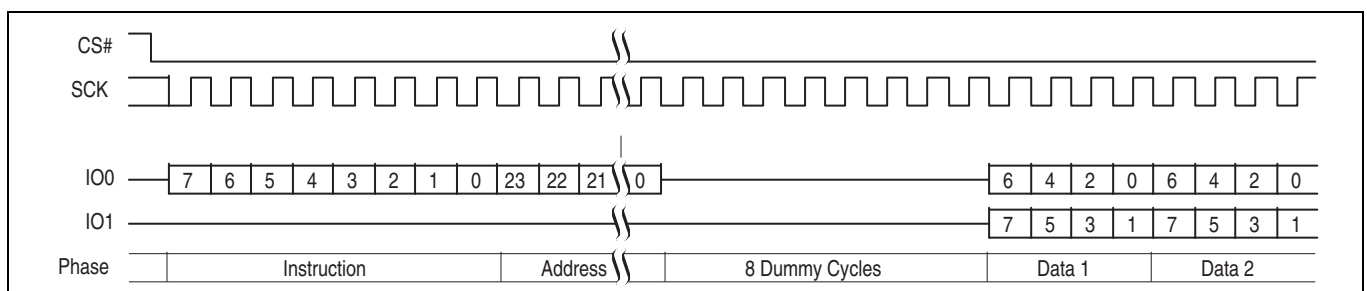 CS#
SCK
IO0 7 6 5 4 3 2 1 0 23 22 21 0 6 4 2 0 6 4 2 0
IO1 7 5 3 1 7 5 3 1
Phase Instruction Address 8 Dummy Cycles Data 1 Data 2